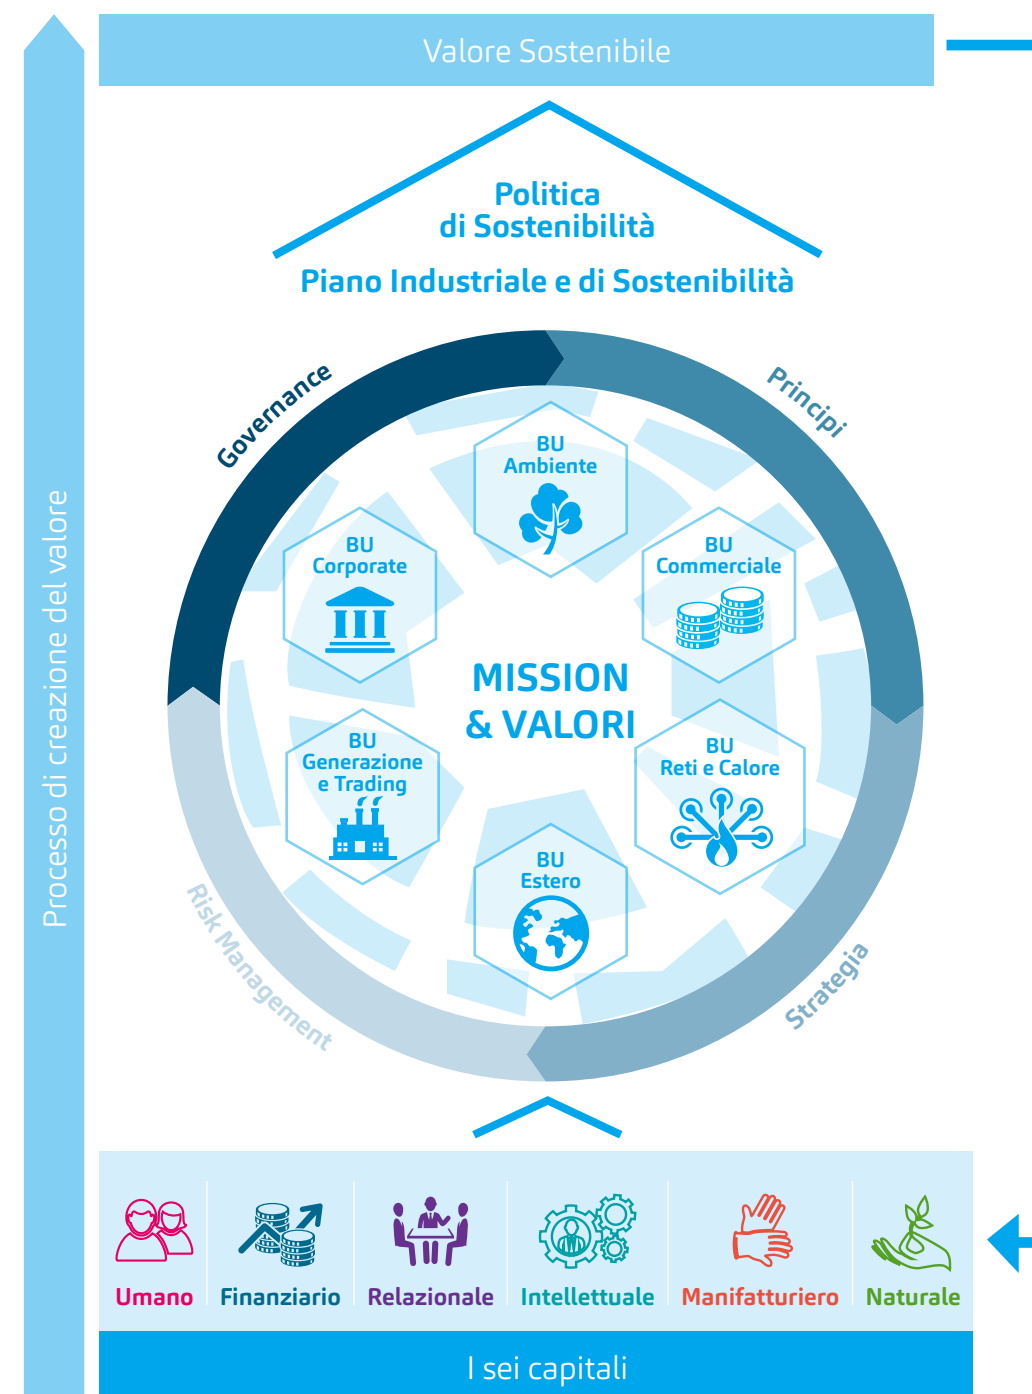 Valore Sostenibile
Politica
di Sostenibilità
Piano Industriale e di Sostenibilità
Processo di creazione del valore
Governance
Principi
BU
Ambiente
BU
Corporate
BU
Commerciale
MISSION
& VALORI
BU
Generazione
e Trading
BU
Reti e Calore
BU
Estero
Risk Management
Strategia
Umano
Finanziario
Relazionale
Intellettuale
Manifatturiero
Naturale
I sei capitali